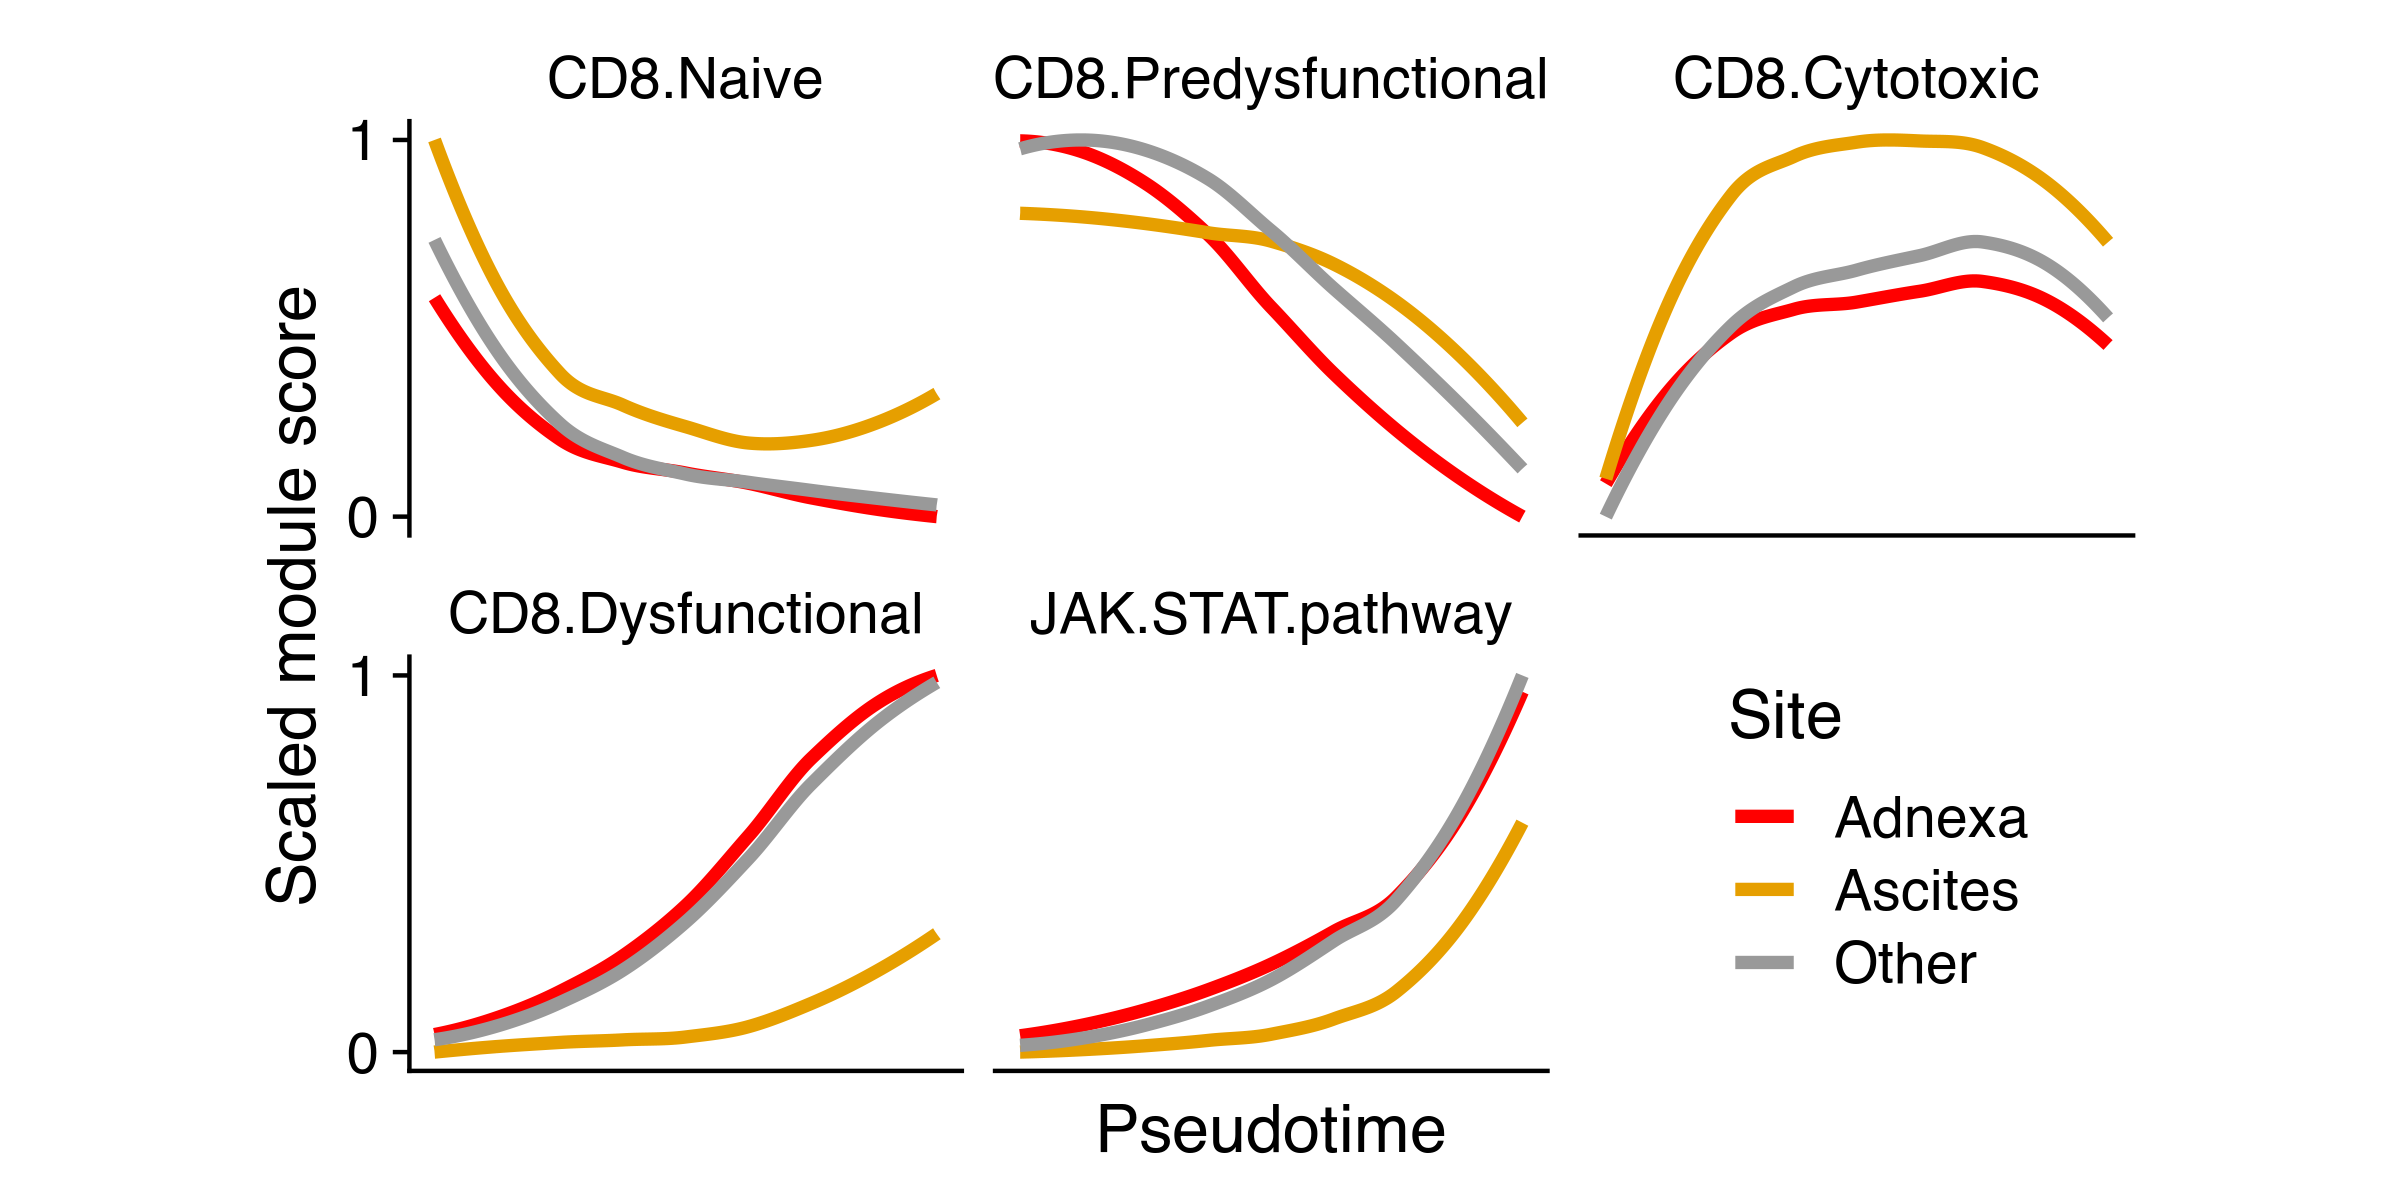 CD8.Naive
CD8.Predysfunctional
CD8.Cytotoxic
1
0
Scaled module score
CD8.Dysfunctional
JAK.STAT.pathway
1
0
Site
Adnexa
Ascites
Other
Pseudotime